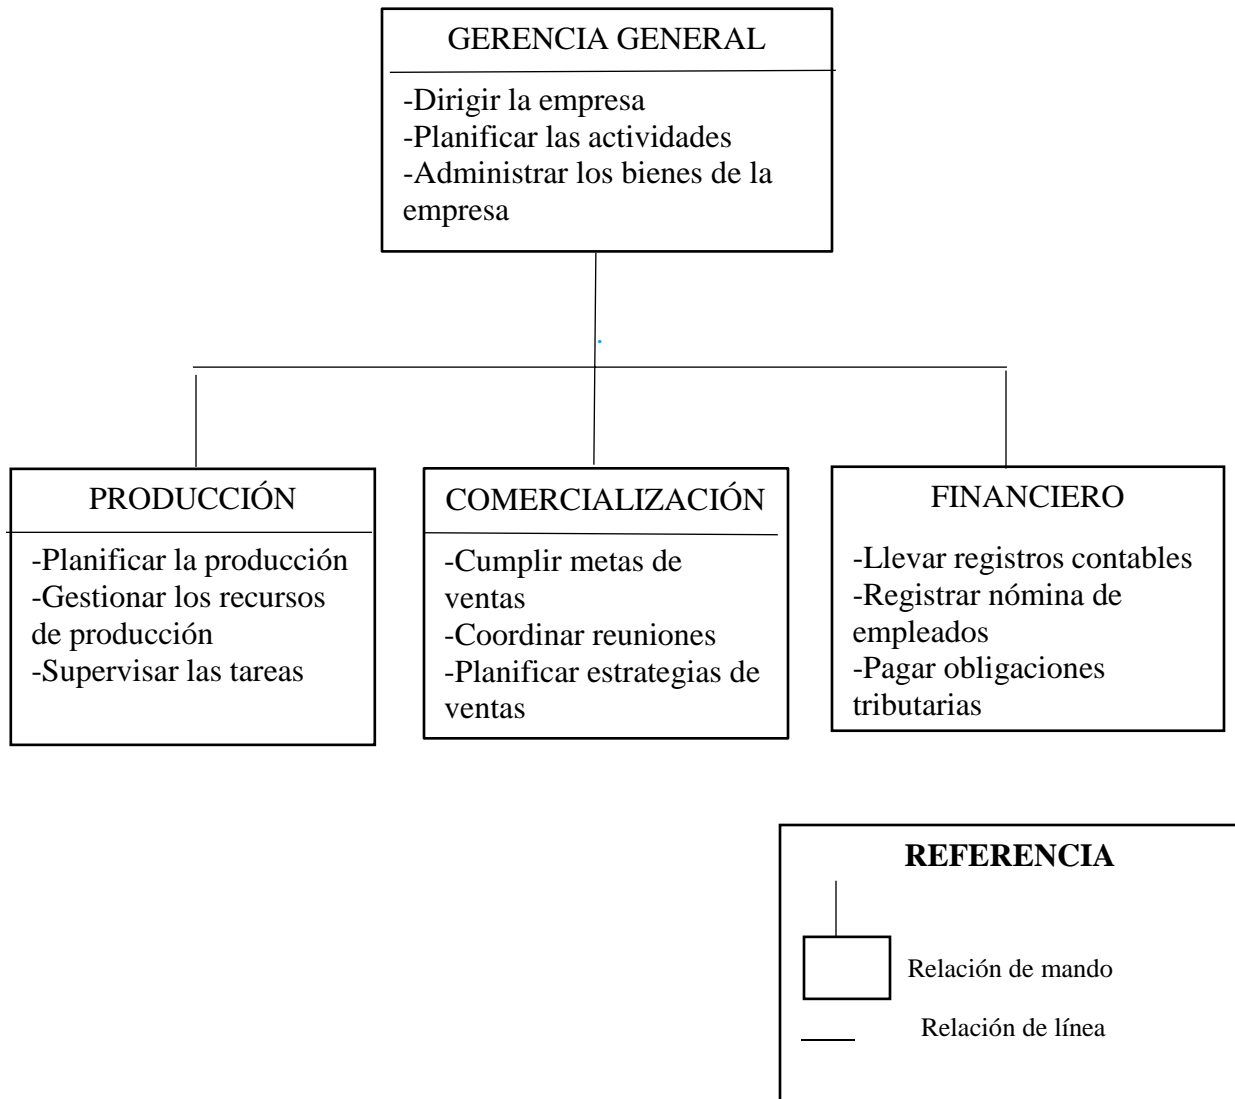 GERENCIA GENERAL
-Dirigir la empresa
-Planificar las actividades
-Administrar los bienes de la
empresa
PRODUCCIÓN
-Planificar la producción
-Gestionar los recursos
de producción
-Supervisar las tareas
COMERCIALIZACIÓN
-Cumplir metas de
ventas
-Coordinar reuniones
-Planificar estrategias de
ventas
FINANCIERO
-Llevar registros contables
-Registrar nómina de
empleados
-Pagar obligaciones
tributarias
REFERENCIA
Relación de mando
Relación de línea